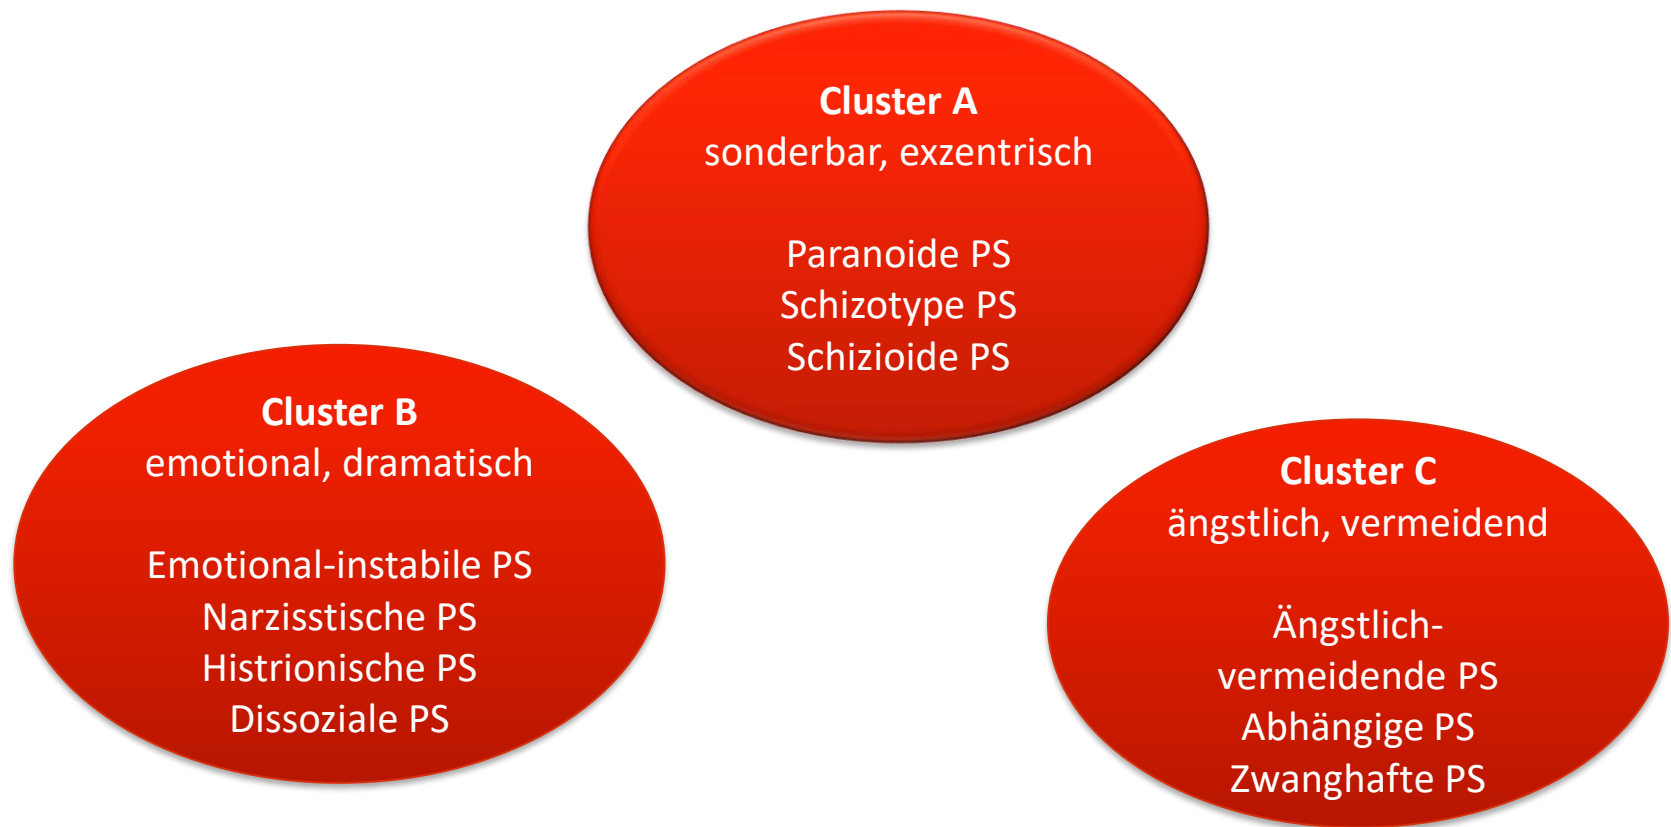 Cluster A
sonderbar, exzentrisch
Paranoide PS
Schizotype PS
Schizioide PS
Cluster B
emotional, dramatisch
Emotional-instabile PS
Narzisstische PS
Histrionische PS
Dissoziale PS
Cluster C
ängstlich, vermeidend
Ängstlich-
vermeidende PS
Abhängige PS
Zwanghafte PS